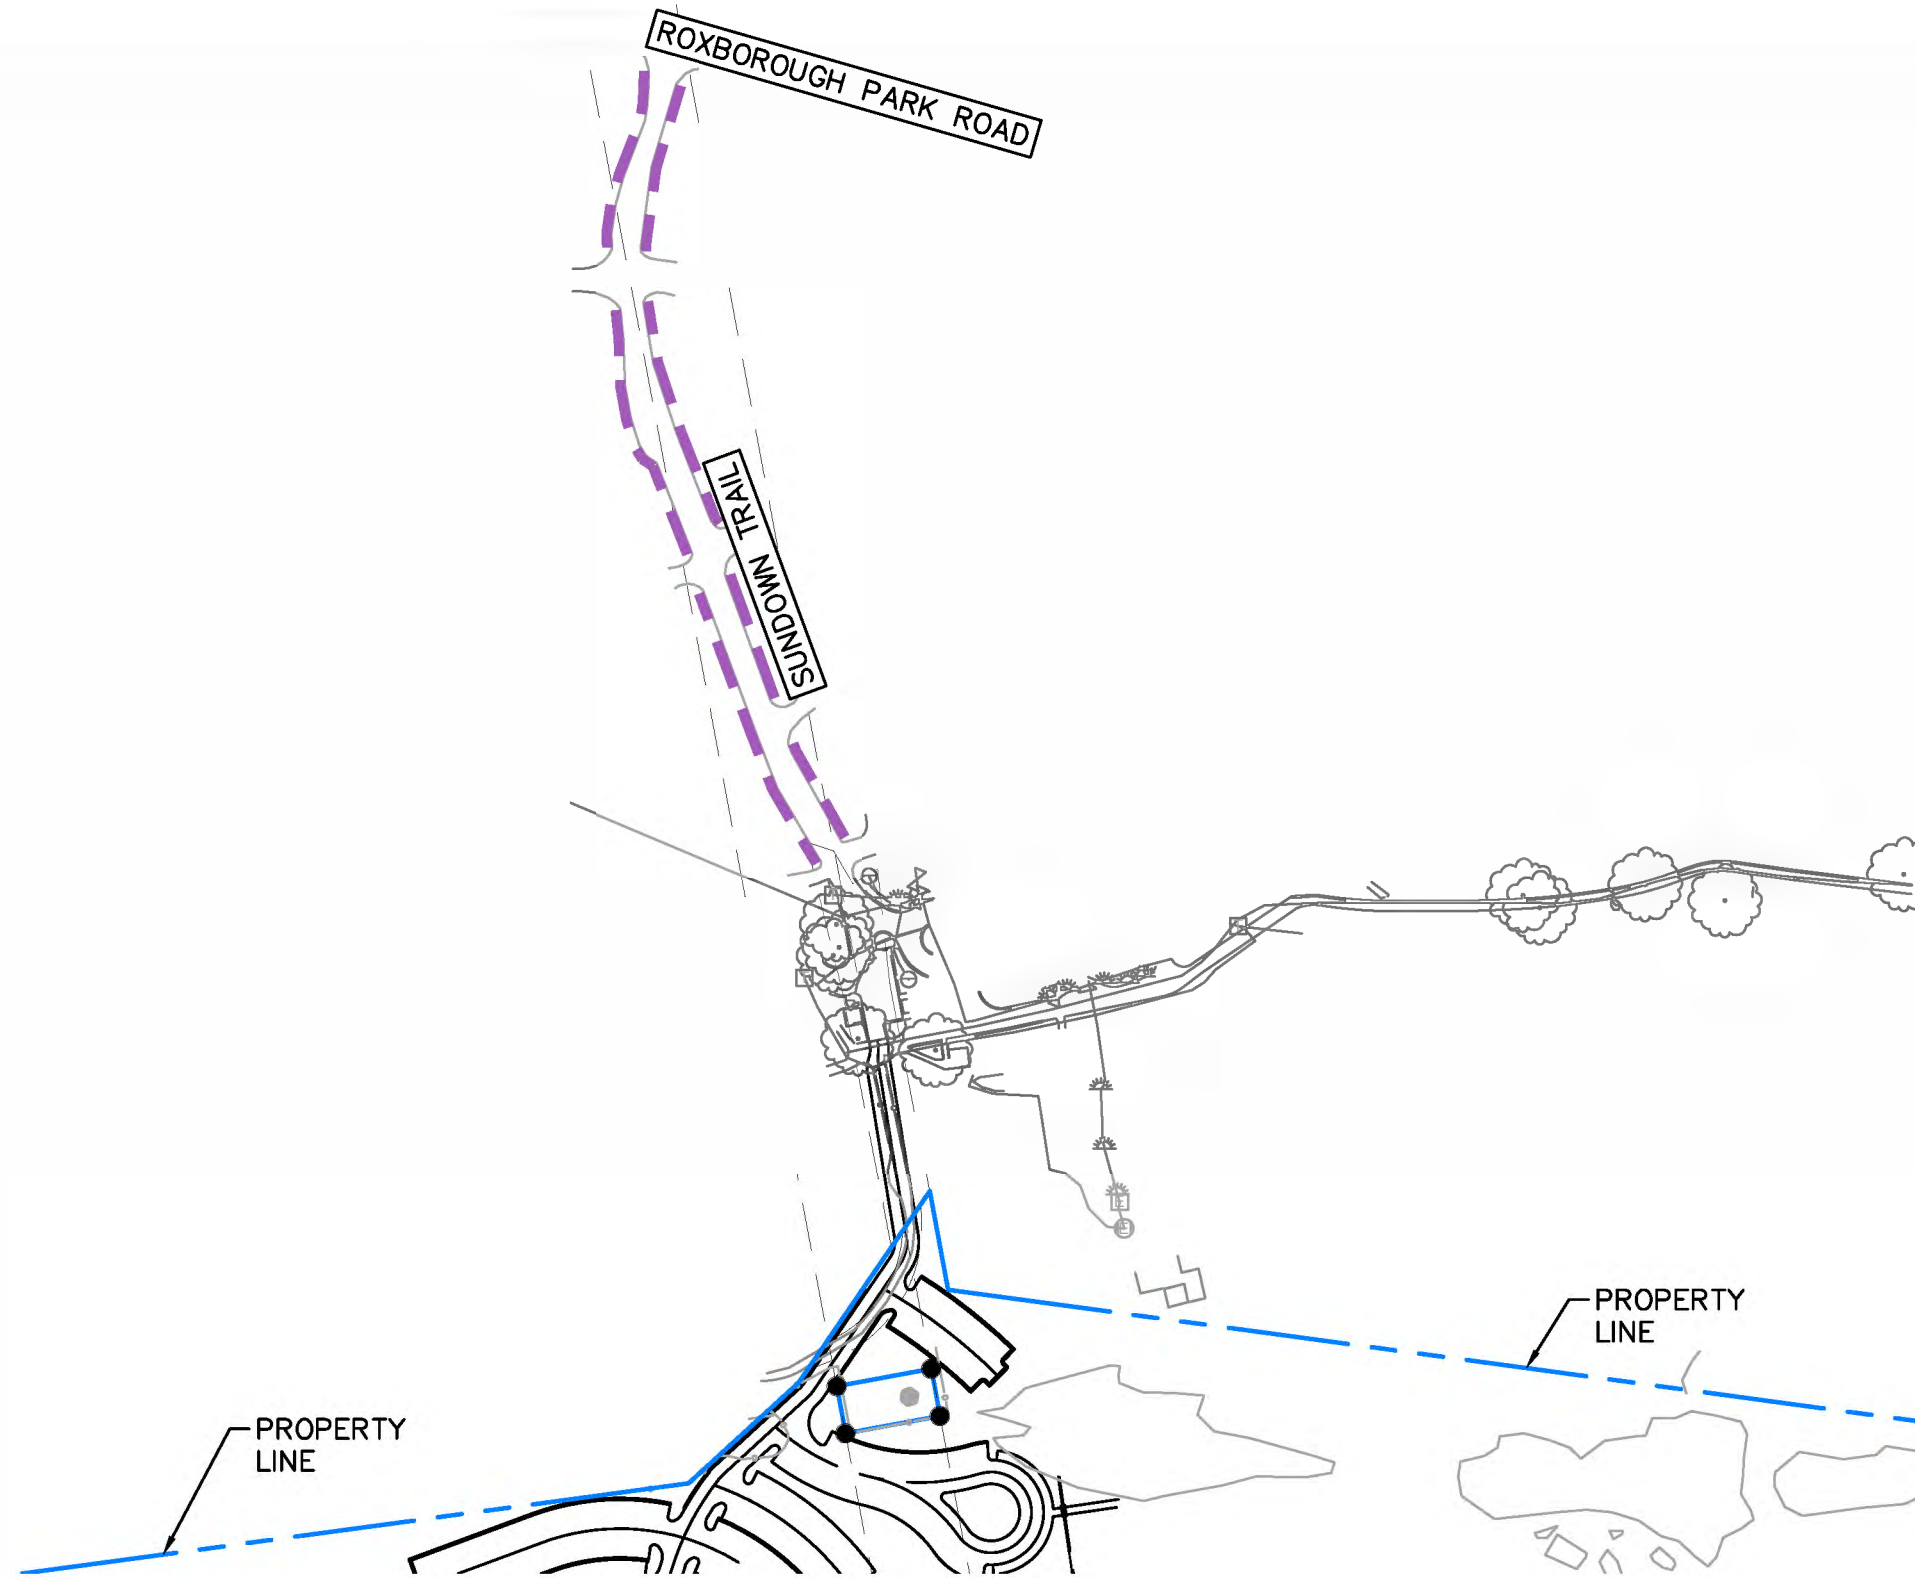 ROXBOROUGH PARK ROAD
SUNDOWN TRAIL
PROPERTY
LINE
PROPERTY
LINE
E
E